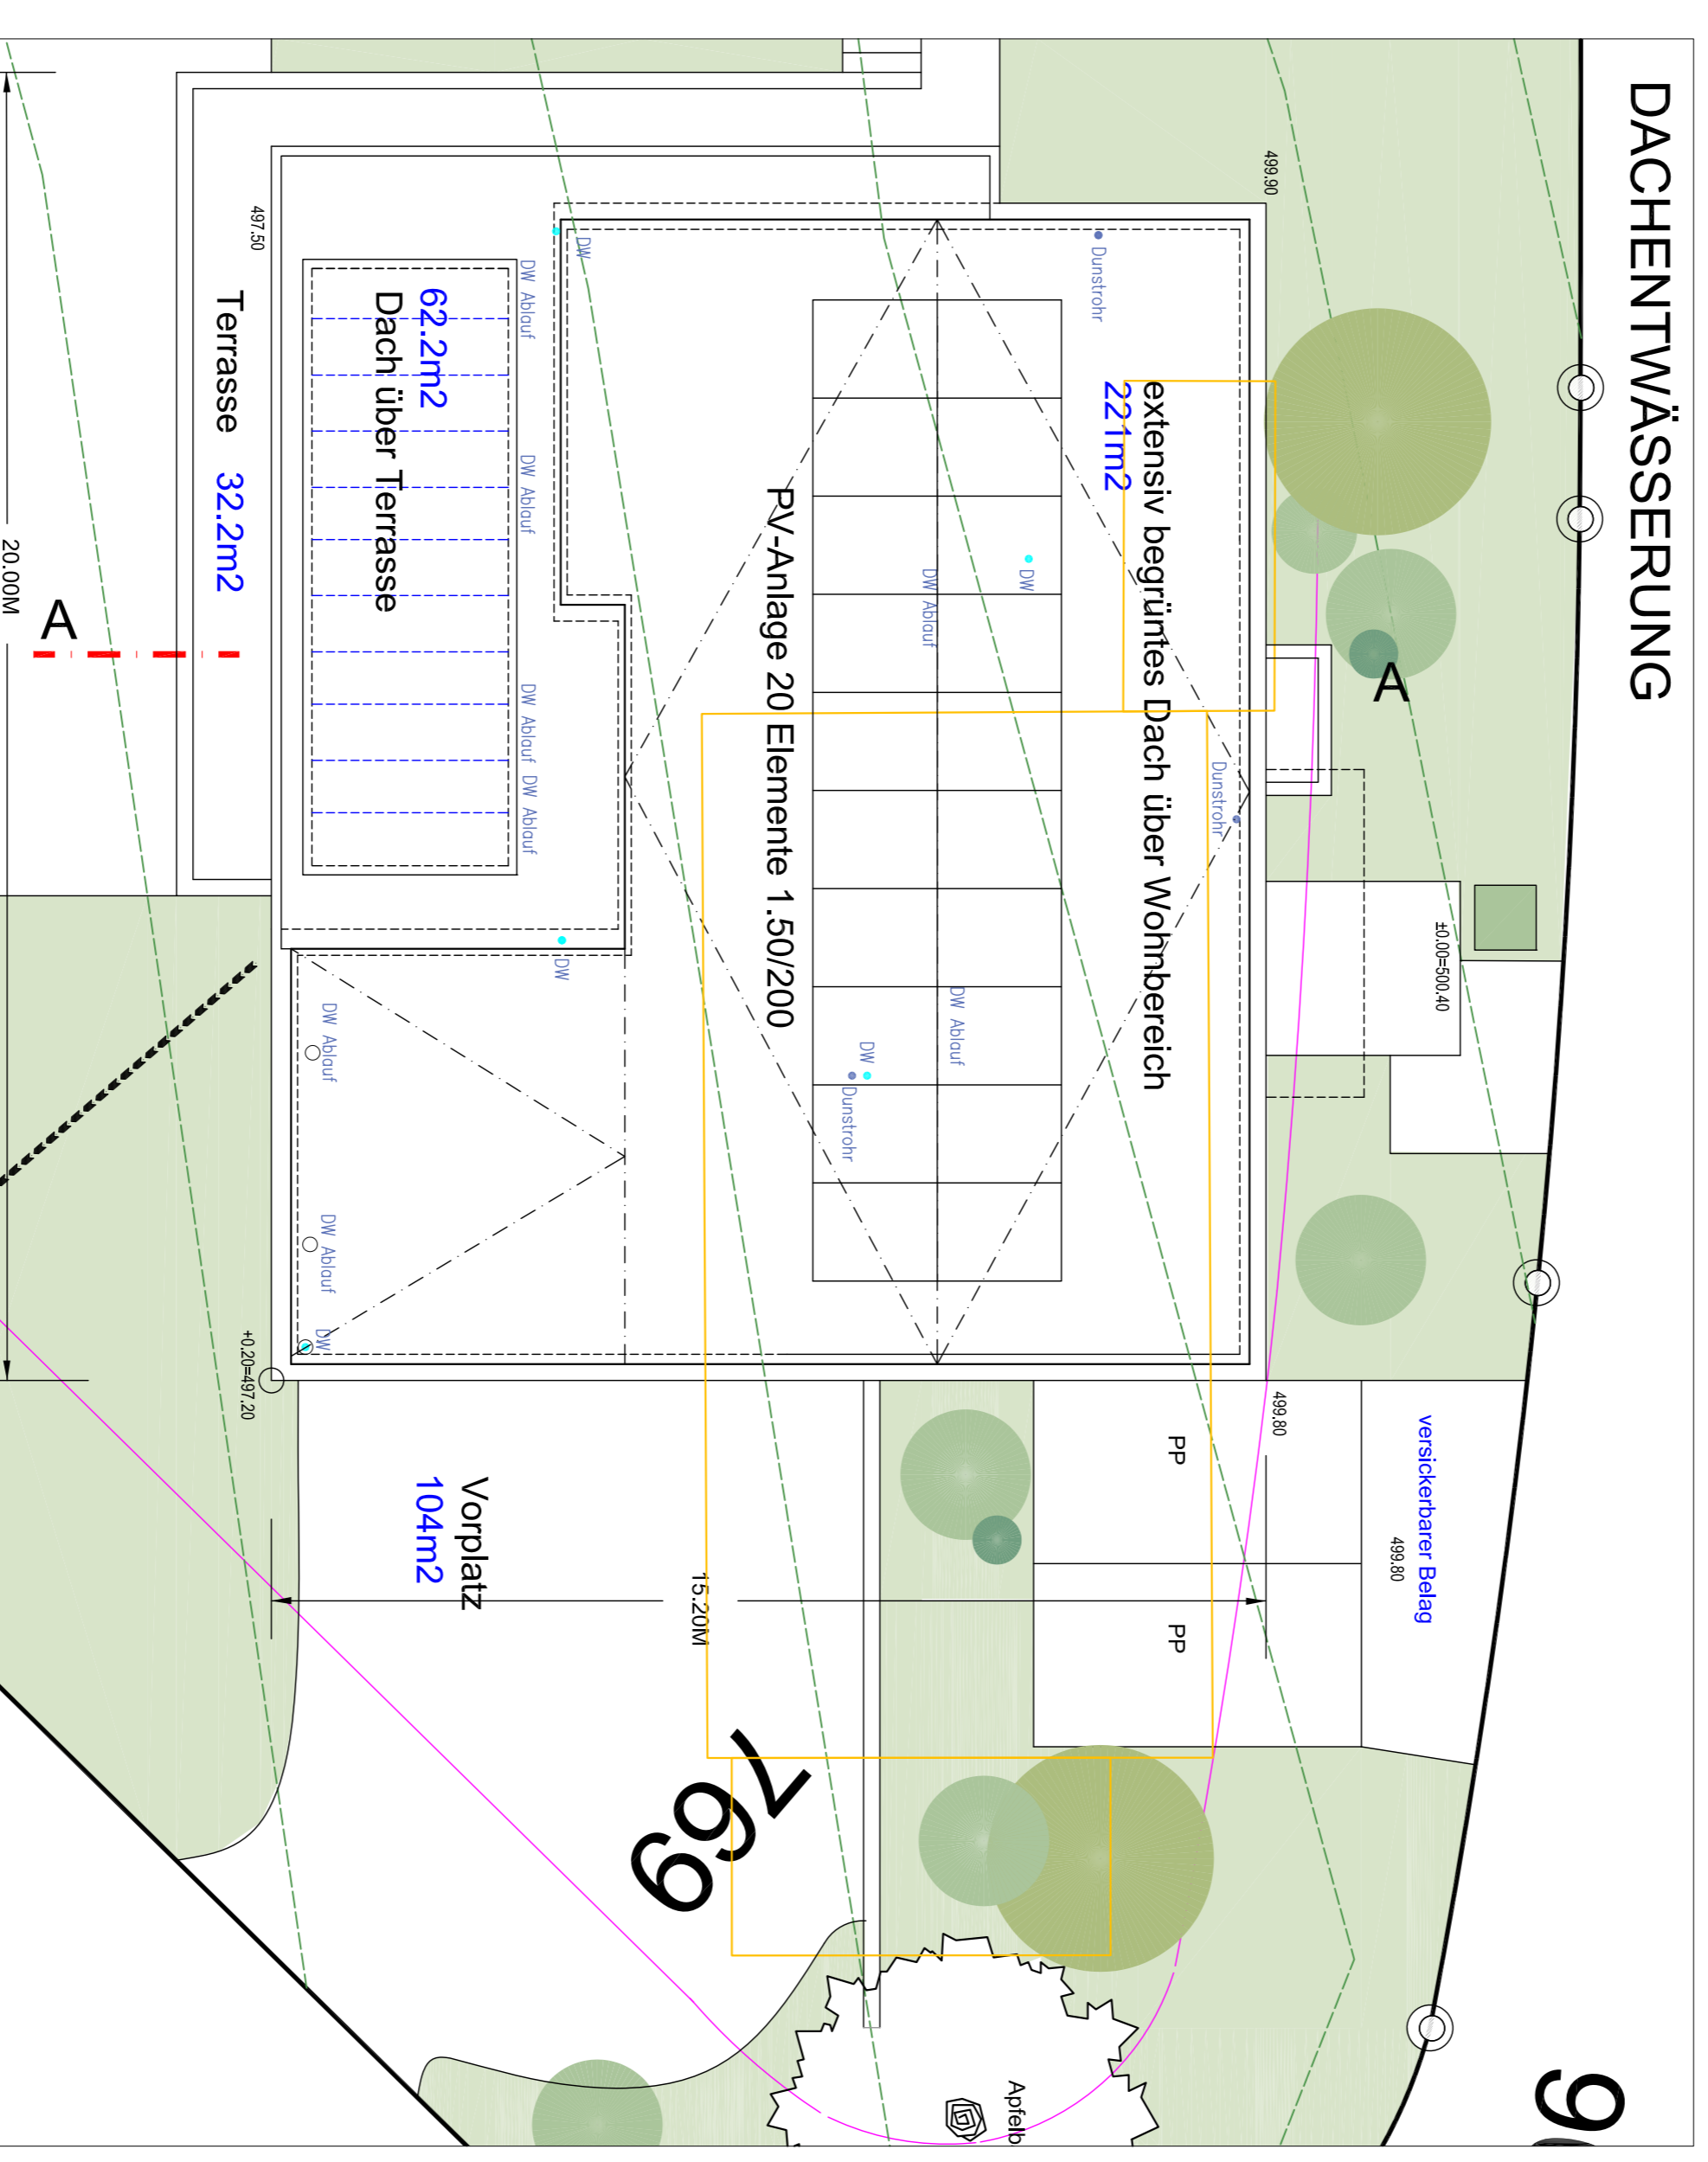 DACHENTWÄSSERUNG
499.90
A
±0.00=500.40
versickerbarer Belag
499.80
499.80
PP
PP
Dunstrohr
Dunstrohr
extensiv begrüntes Dach über Wohnbereich
221m2
DW
DW Ablauf
DW Ablauf
DW
Dunstrohr
PV-Anlage 20 Elemente 1.50/200
15.20M
769
Apfelb
DW
DW
DW Ablauf
DW Ablauf
DW Ablauf
DW Ablauf
62.2m2
Dach über Terrasse
Vorplatz
104m2
DW Ablauf
DW Ablauf
DW
497.50
+0.20=497.20
Terrasse 32.2m2
A
20.00M